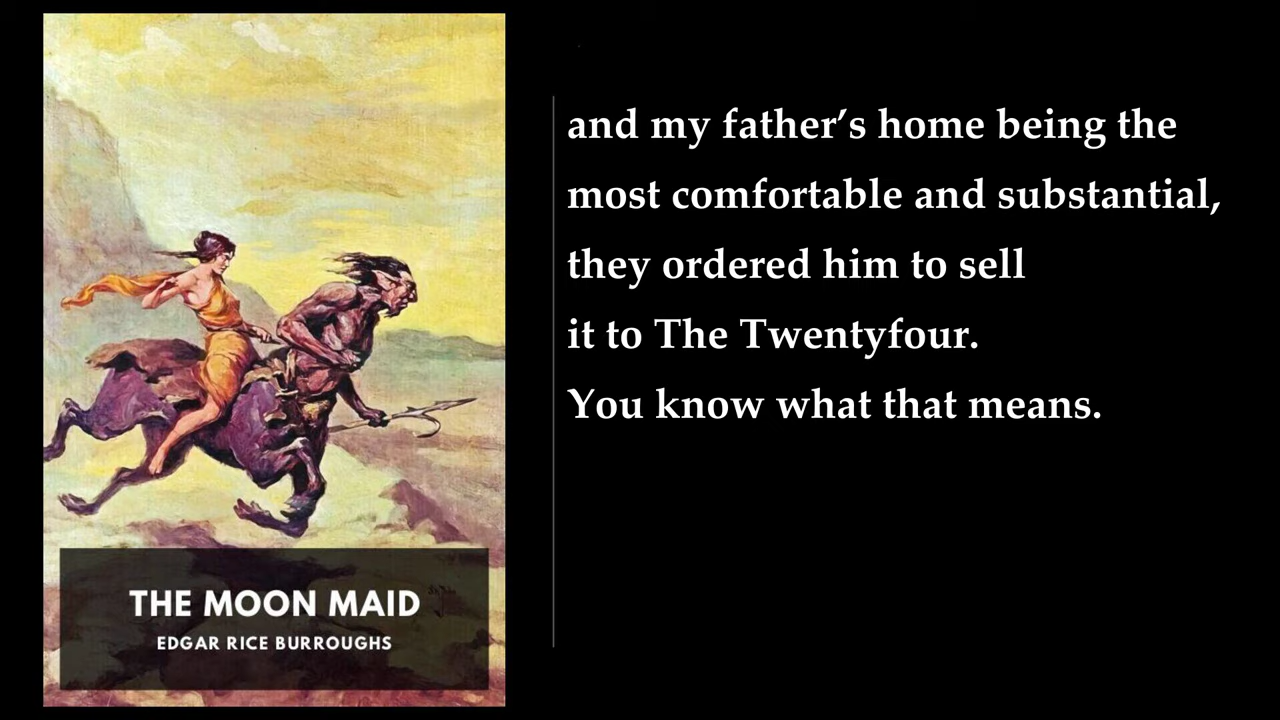 THE MOON MAID
EDGAR RICE BURROUGHS
and my father’s home being the
most comfortable and substantial,
they ordered him to sell
it to The Twentyfour.
You know what that means.